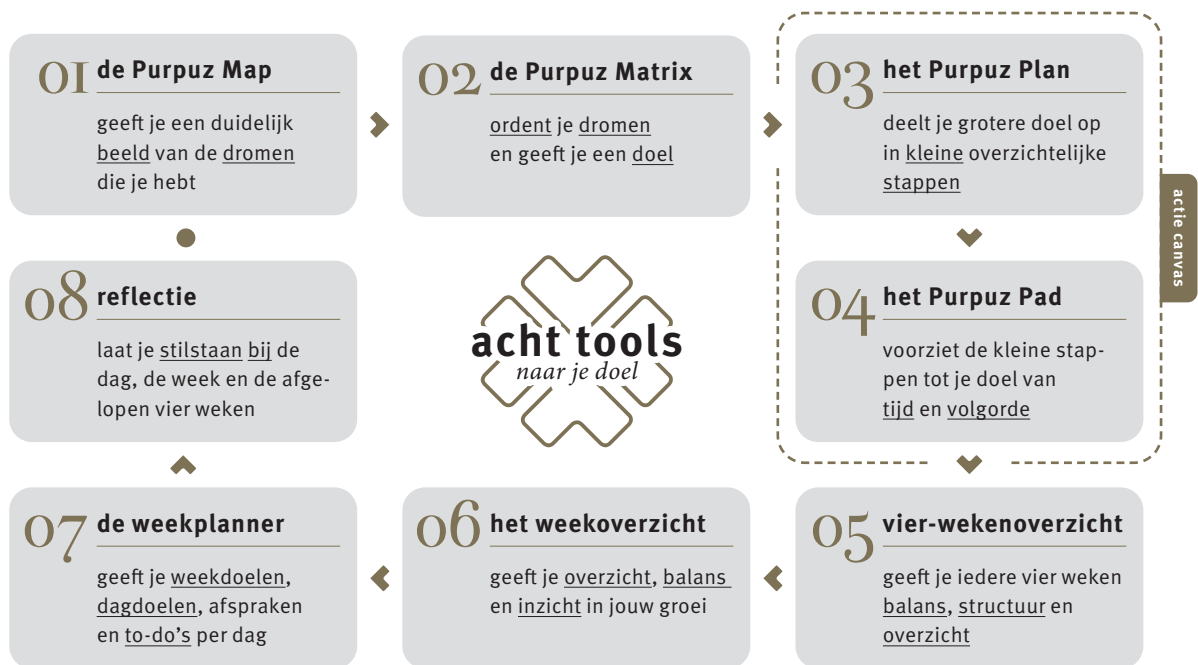 01 de Purpuz Map
geeft je een duidelijk
beeld van de dromen
die je hebt
02 de Purpuz Matrix
ordent je dromen
en geeft je een doel
03 het Purpuz Plan
deelt je grotere doel op
in kleine overzichtelijke
stappen
actie canvas
04 het Purpuz Pad
voorziet de kleine stap-
pen tot je doel van
tijd en volgorde
05 vier-wekenoverzicht
geeft je iedere vier weken
balans, structuur en
overzicht
06 het weekoverzicht
geeft je overzicht, balans
en inzicht in jouw groei
07 de weekplanner
geeft je weekdoelen,
dagdoelen, afspraken
en to-do’s per dag
08 reflectie
laat je stilstaan bij de
dag, de week en de afge-
lopen vier weken
acht tools
naar je doel